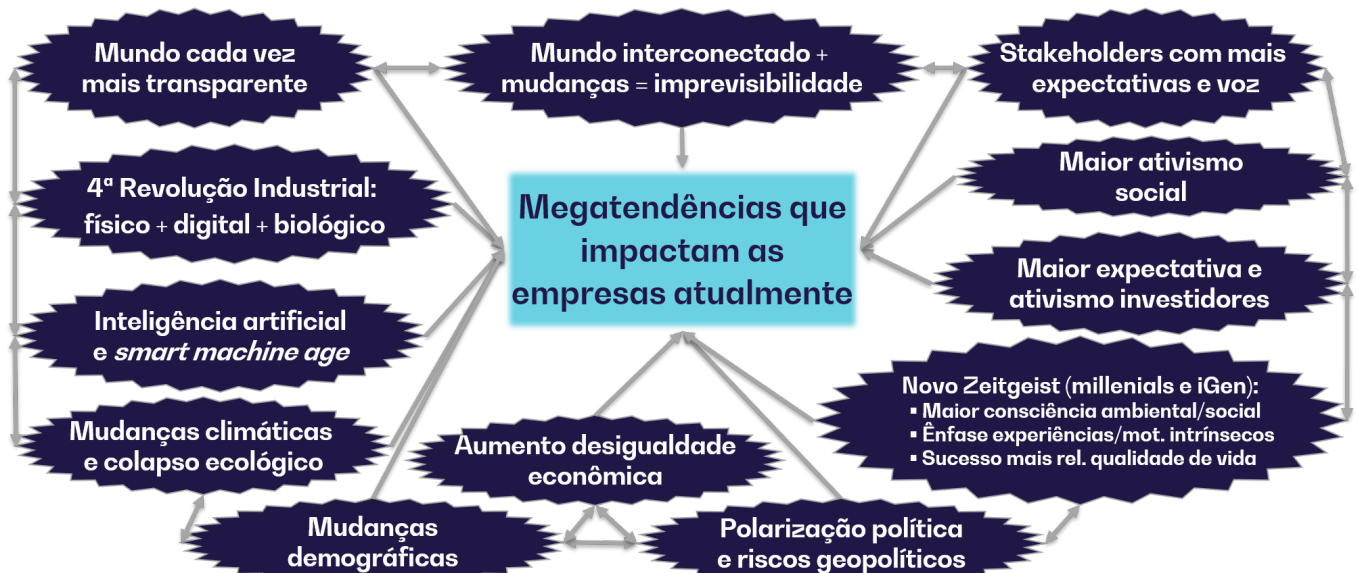 Mundo cada vez
mais transparente
Mundo interconectado +
mudanças = imprevisibilidade
Stakeholders com mais
expectativas e voz
4ª Revolução Industrial:
físico + digital + biológico
Megatendências que
impactam as
empresas atualmente
Maior ativismo
social
Maior expectativa e
ativismo investidores
Inteligência artificial
e smart machine age
Novo Zeitgeist (millenials e iGen):
▪ Maior consciência ambiental/social
▪ Ênfase experiências/mot. intrínsecos
▪ Sucesso mais rel. qualidade de vida
Mudanças climáticas
e colapso ecológico
Aumento desigualdade
econômica
Mudanças
demográficas
Polarização política
e riscos geopolíticos